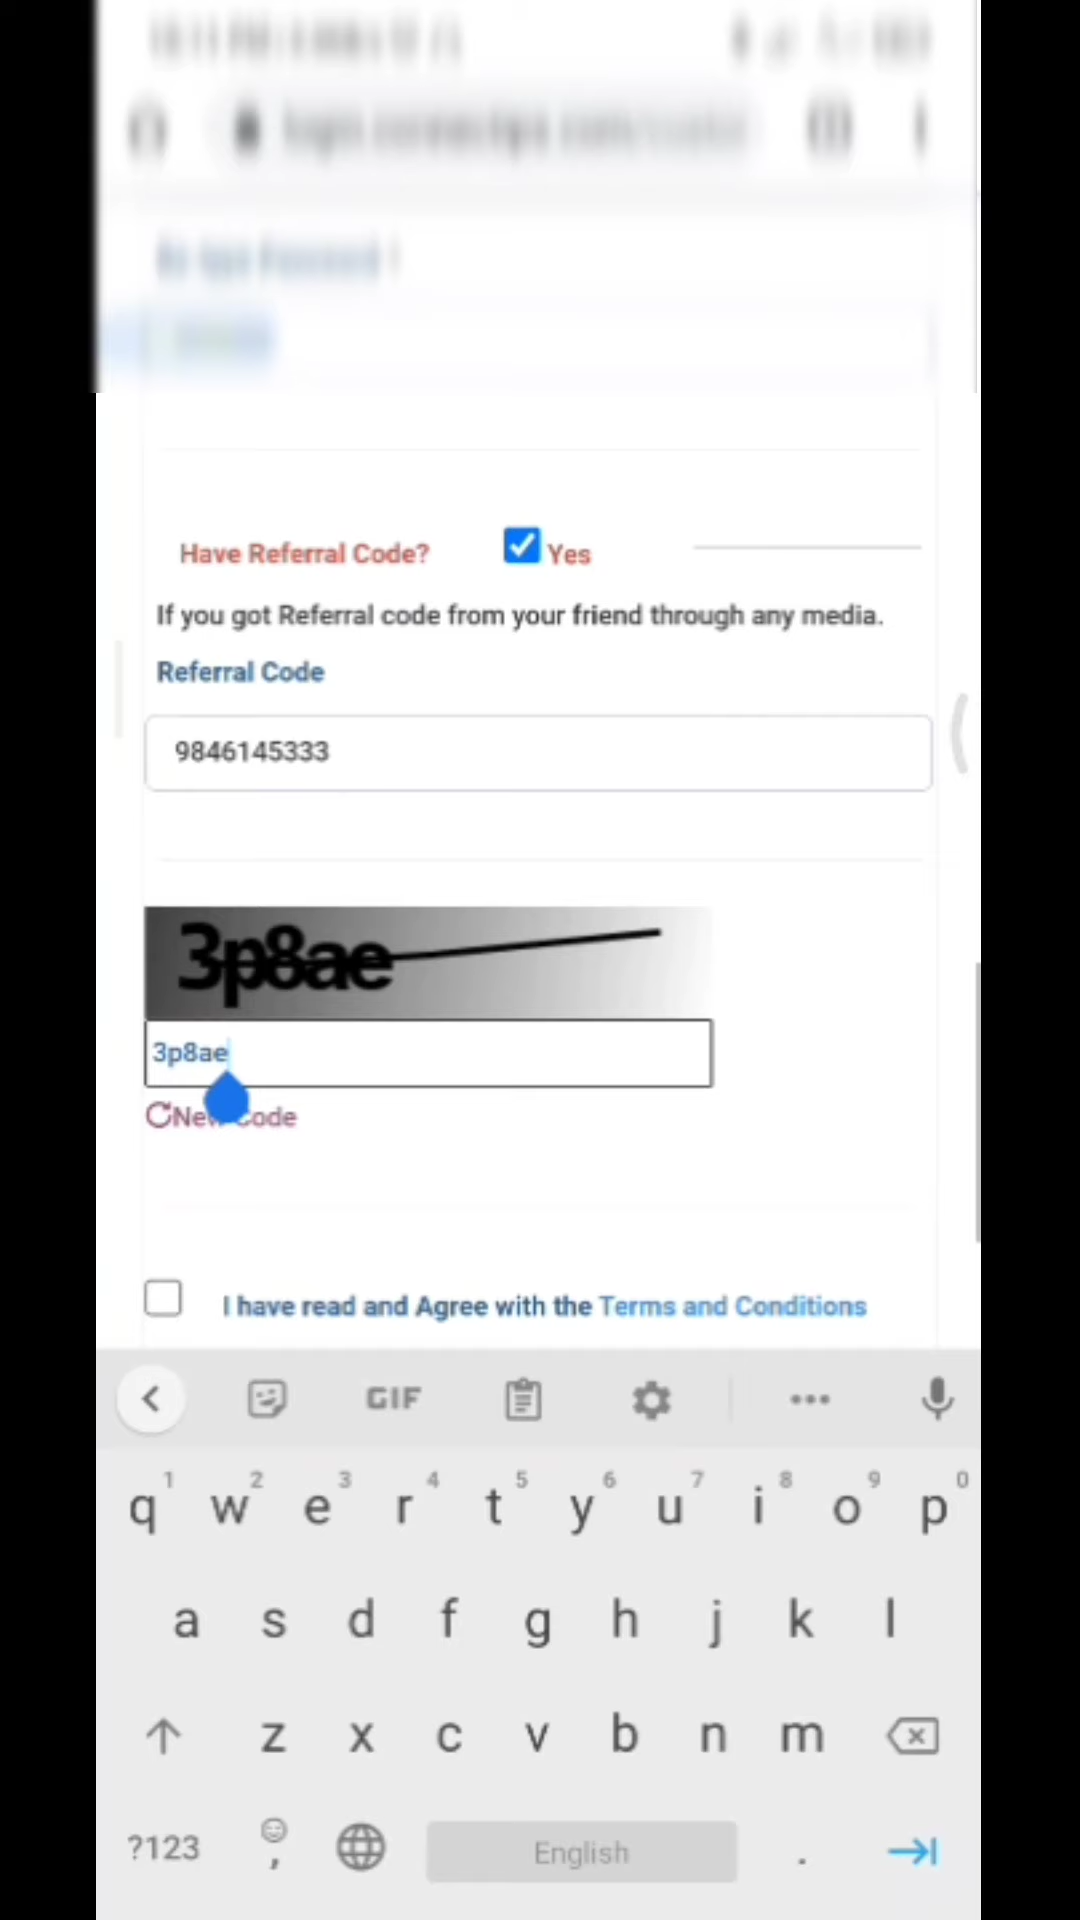 Have Referral Code? Yes
If you got Referral code from your friend through any media.
Referral Code
9846145333
3p8ae
3p8ae
New Code
I have read and Agree with the Terms and Conditions
GIF
1 2 3 4 5 6 7 8 9 0
q w e r t y u i o p
a s d f g h j k l
z x c v b n m
?123 , English .